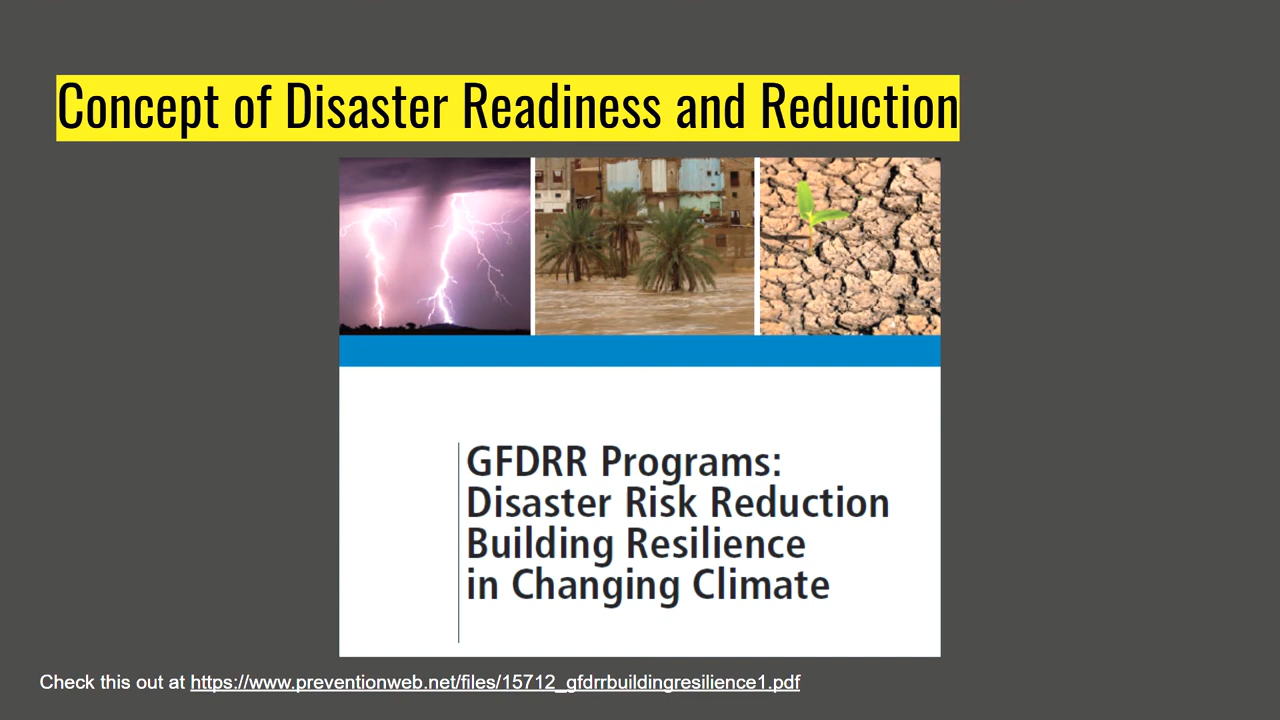 Concept of Disaster Readiness and Reduction
GFDRR Programs:
Disaster Risk Reduction
Building Resilience
in Changing Climate
Check this out at https://www.preventionweb.net/files/15712_gfdrrbuildingresilience1.pdf